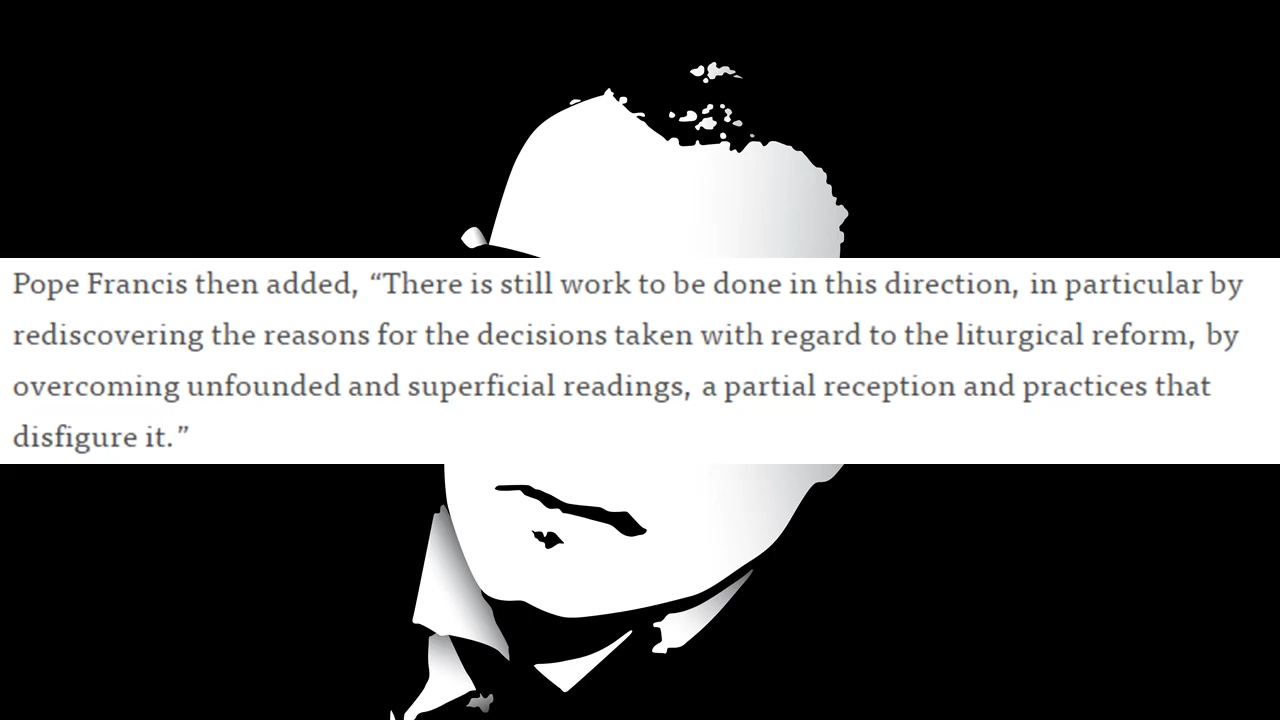 Pope Francis then added, “There is still work to be done in this direction, in particular by
rediscovering the reasons for the decisions taken with regard to the liturgical reform, by
overcoming unfounded and superficial readings, a partial reception and practices that
disfigure it.”